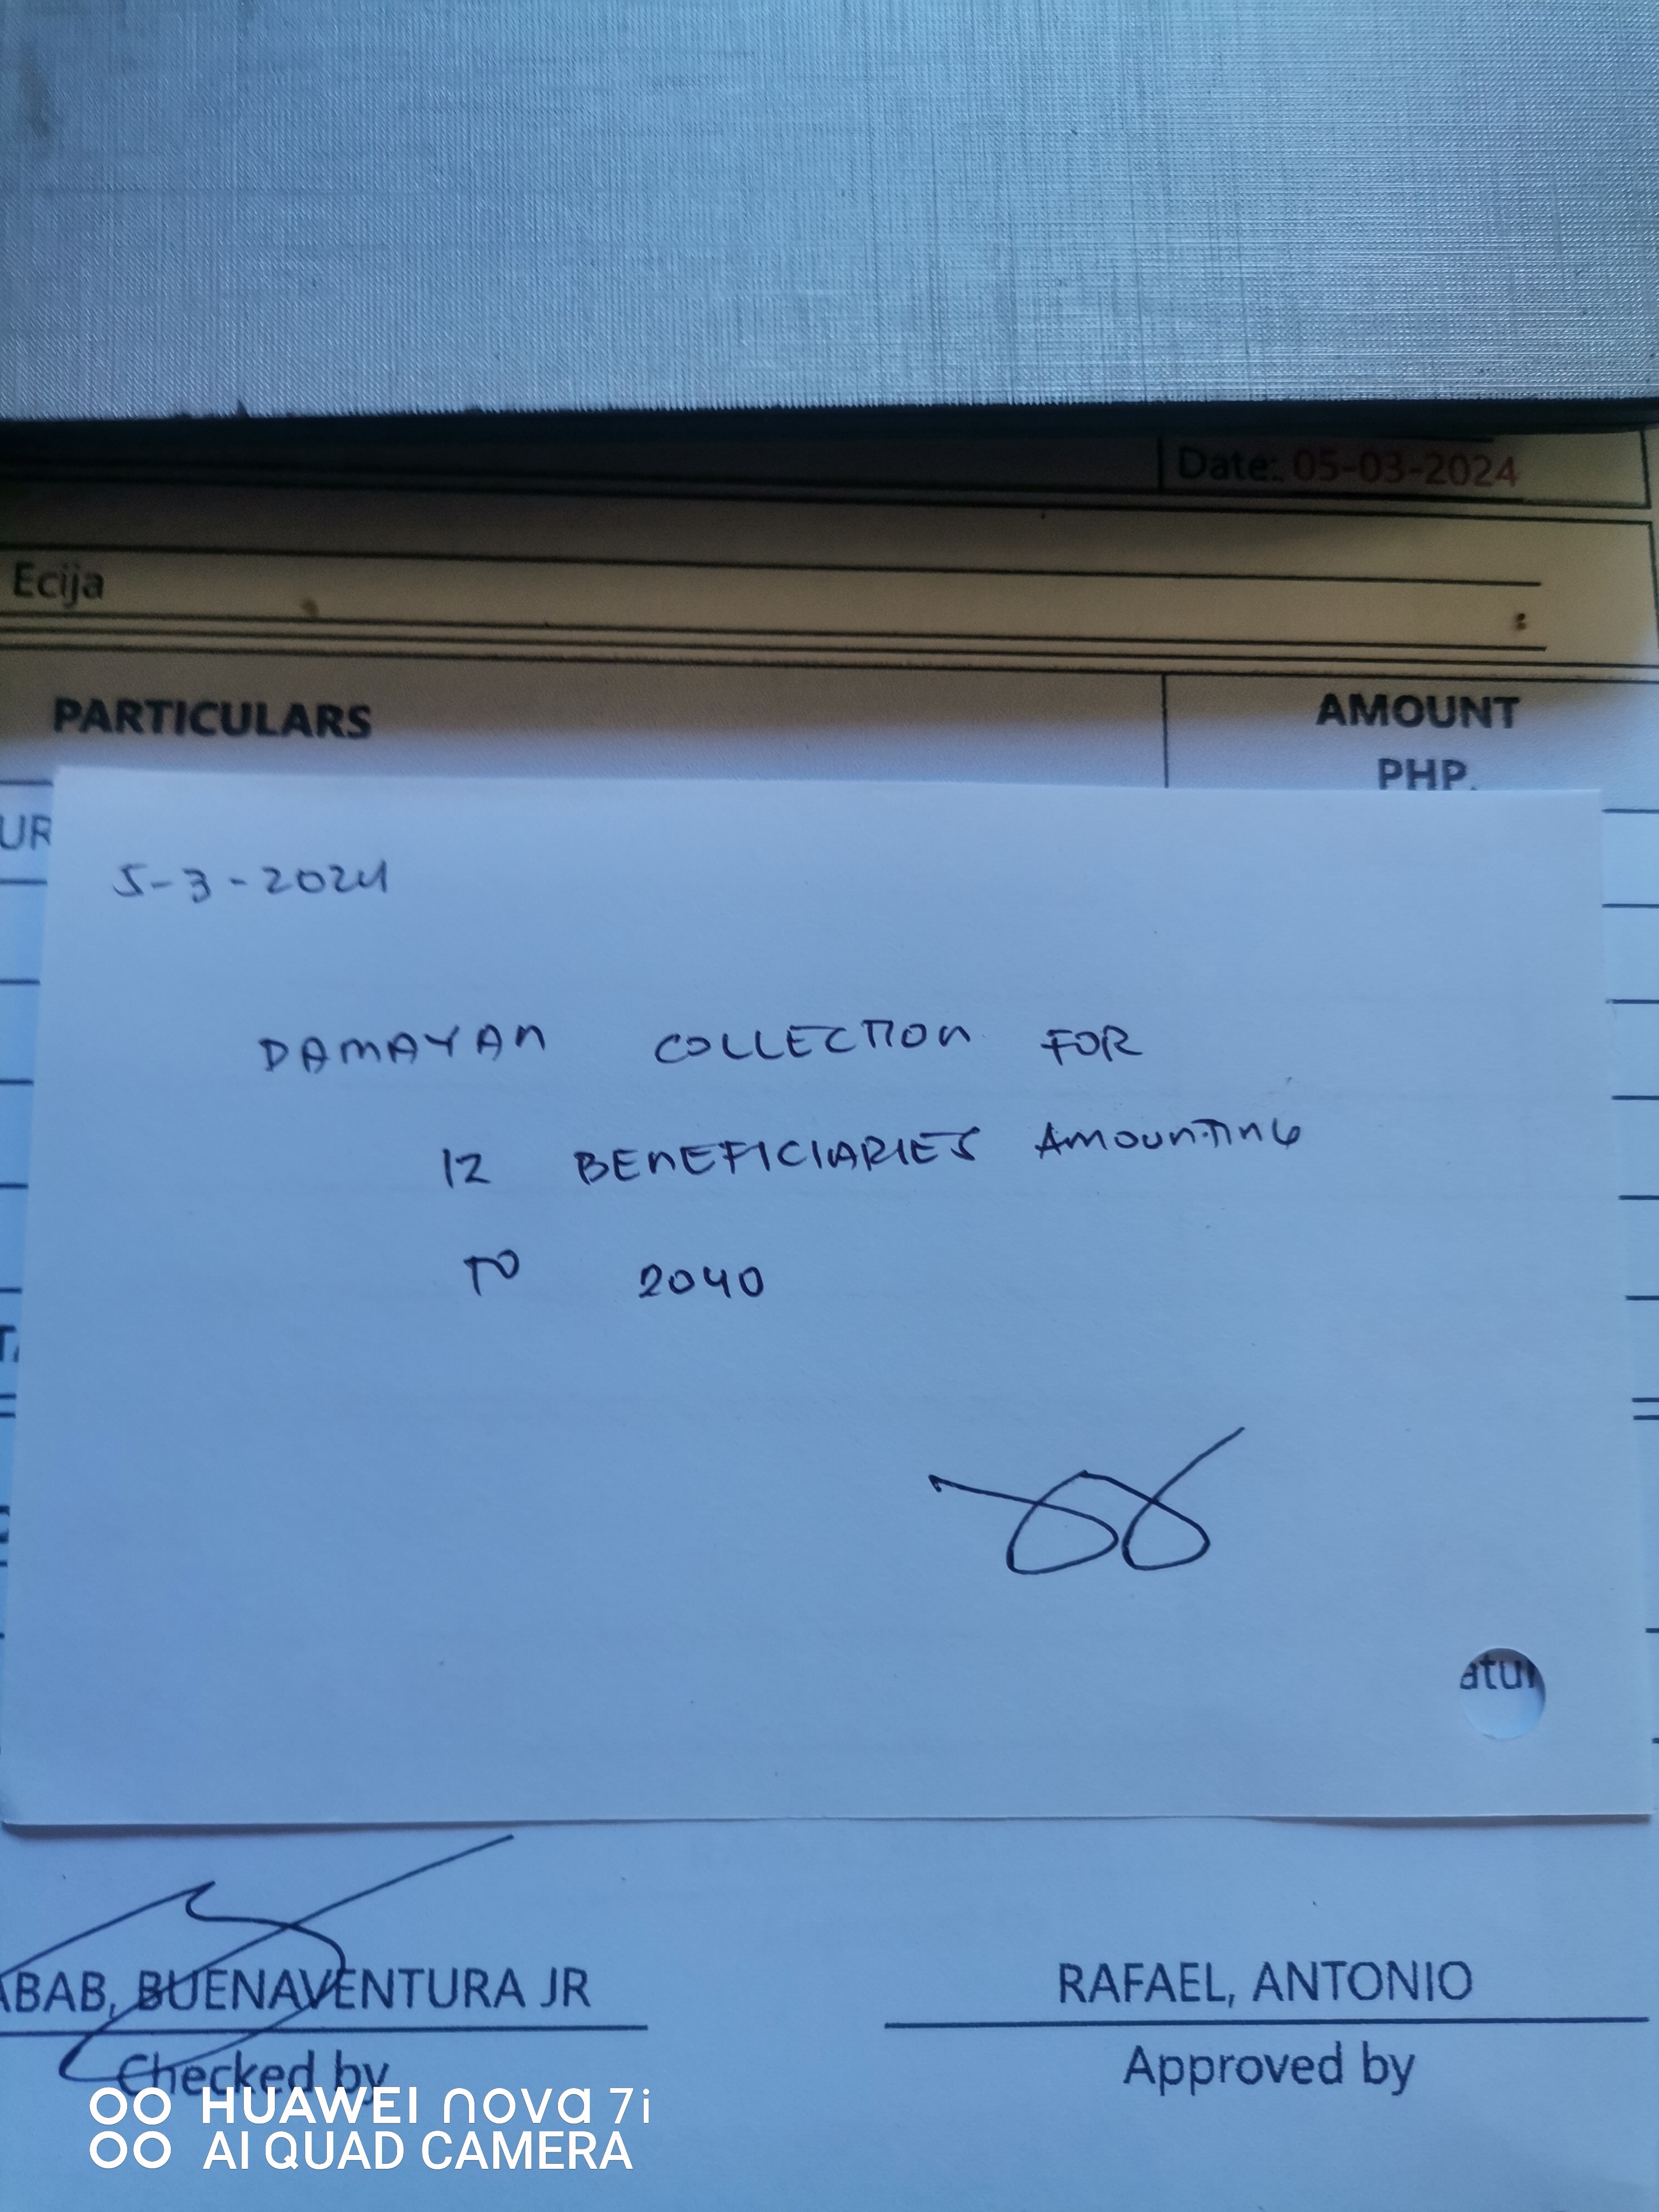 Date: 05-03-2024
Ecija
:
PARTICULARS
AMOUNT
PHP.
UR
5-3-2024
DAMAYAN COLLECTION FOR
12 BENEFICIARIES AMOUNTING
TO 2040
atur
ABAB, BUENAVENTURA JR
Checked by
RAFAEL, ANTONIO
Approved by
HUAWEI nova 7i
AI QUAD CAMERA